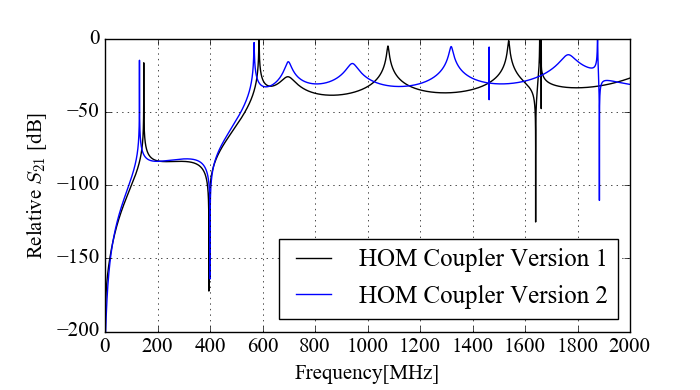 0
−50
−100
−150
−200
Relative S21 [dB]
HOM Coupler Version 1
HOM Coupler Version 2
0 200 400 600 800 1000 1200 1400 1600 1800 2000
Frequency[MHz]